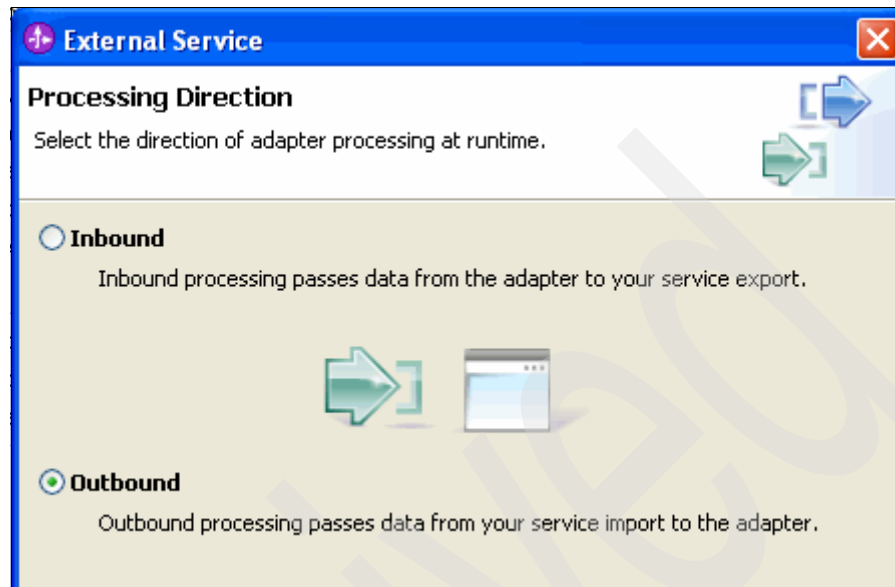 External Service
Processing Direction
Select the direction of adapter processing at runtime.
Inbound
Inbound processing passes data from the adapter to your service export.
Outbound
Outbound processing passes data from your service import to the adapter.